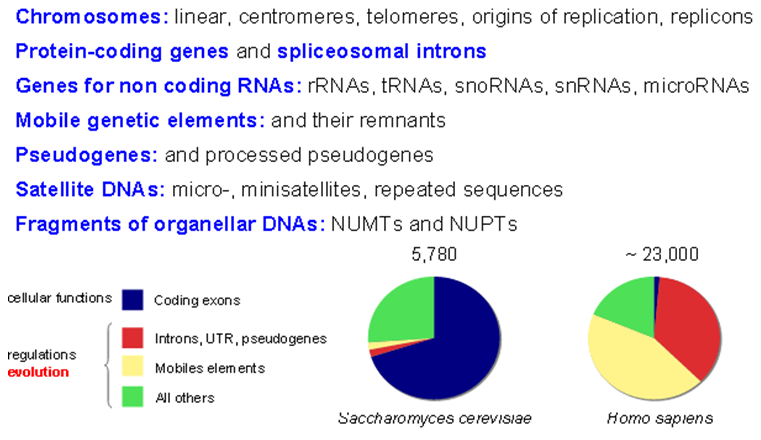 Chromosomes: linear, centromeres, telomeres, origins of replication, replicons
Protein-coding genes and spliceosomal introns
Genes for non coding RNAs: rRNAs, tRNAs, snoRNAs, snRNAs, microRNAs
Mobile genetic elements: and their remnants
Pseudogenes: and processed pseudogenes
Satellite DNAs: micro-, minisatellites, repeated sequences
Fragments of organellar DNAs: NUMTs and NUPTs
5,780
~ 23,000
cellular functions
Coding exons
regulations
evolution
Introns, UTR, pseudogenes
Mobiles elements
All others
Saccharomyces cerevisiae
Homo sapiens